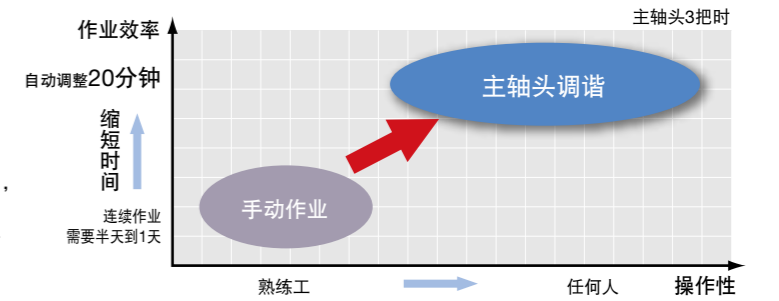 主轴头3把时
作业效率
自动调整20分钟
主轴头调谐
缩短时间
,
手动作业
连续作业
需要半天到1天
熟练工
任何人
操作性